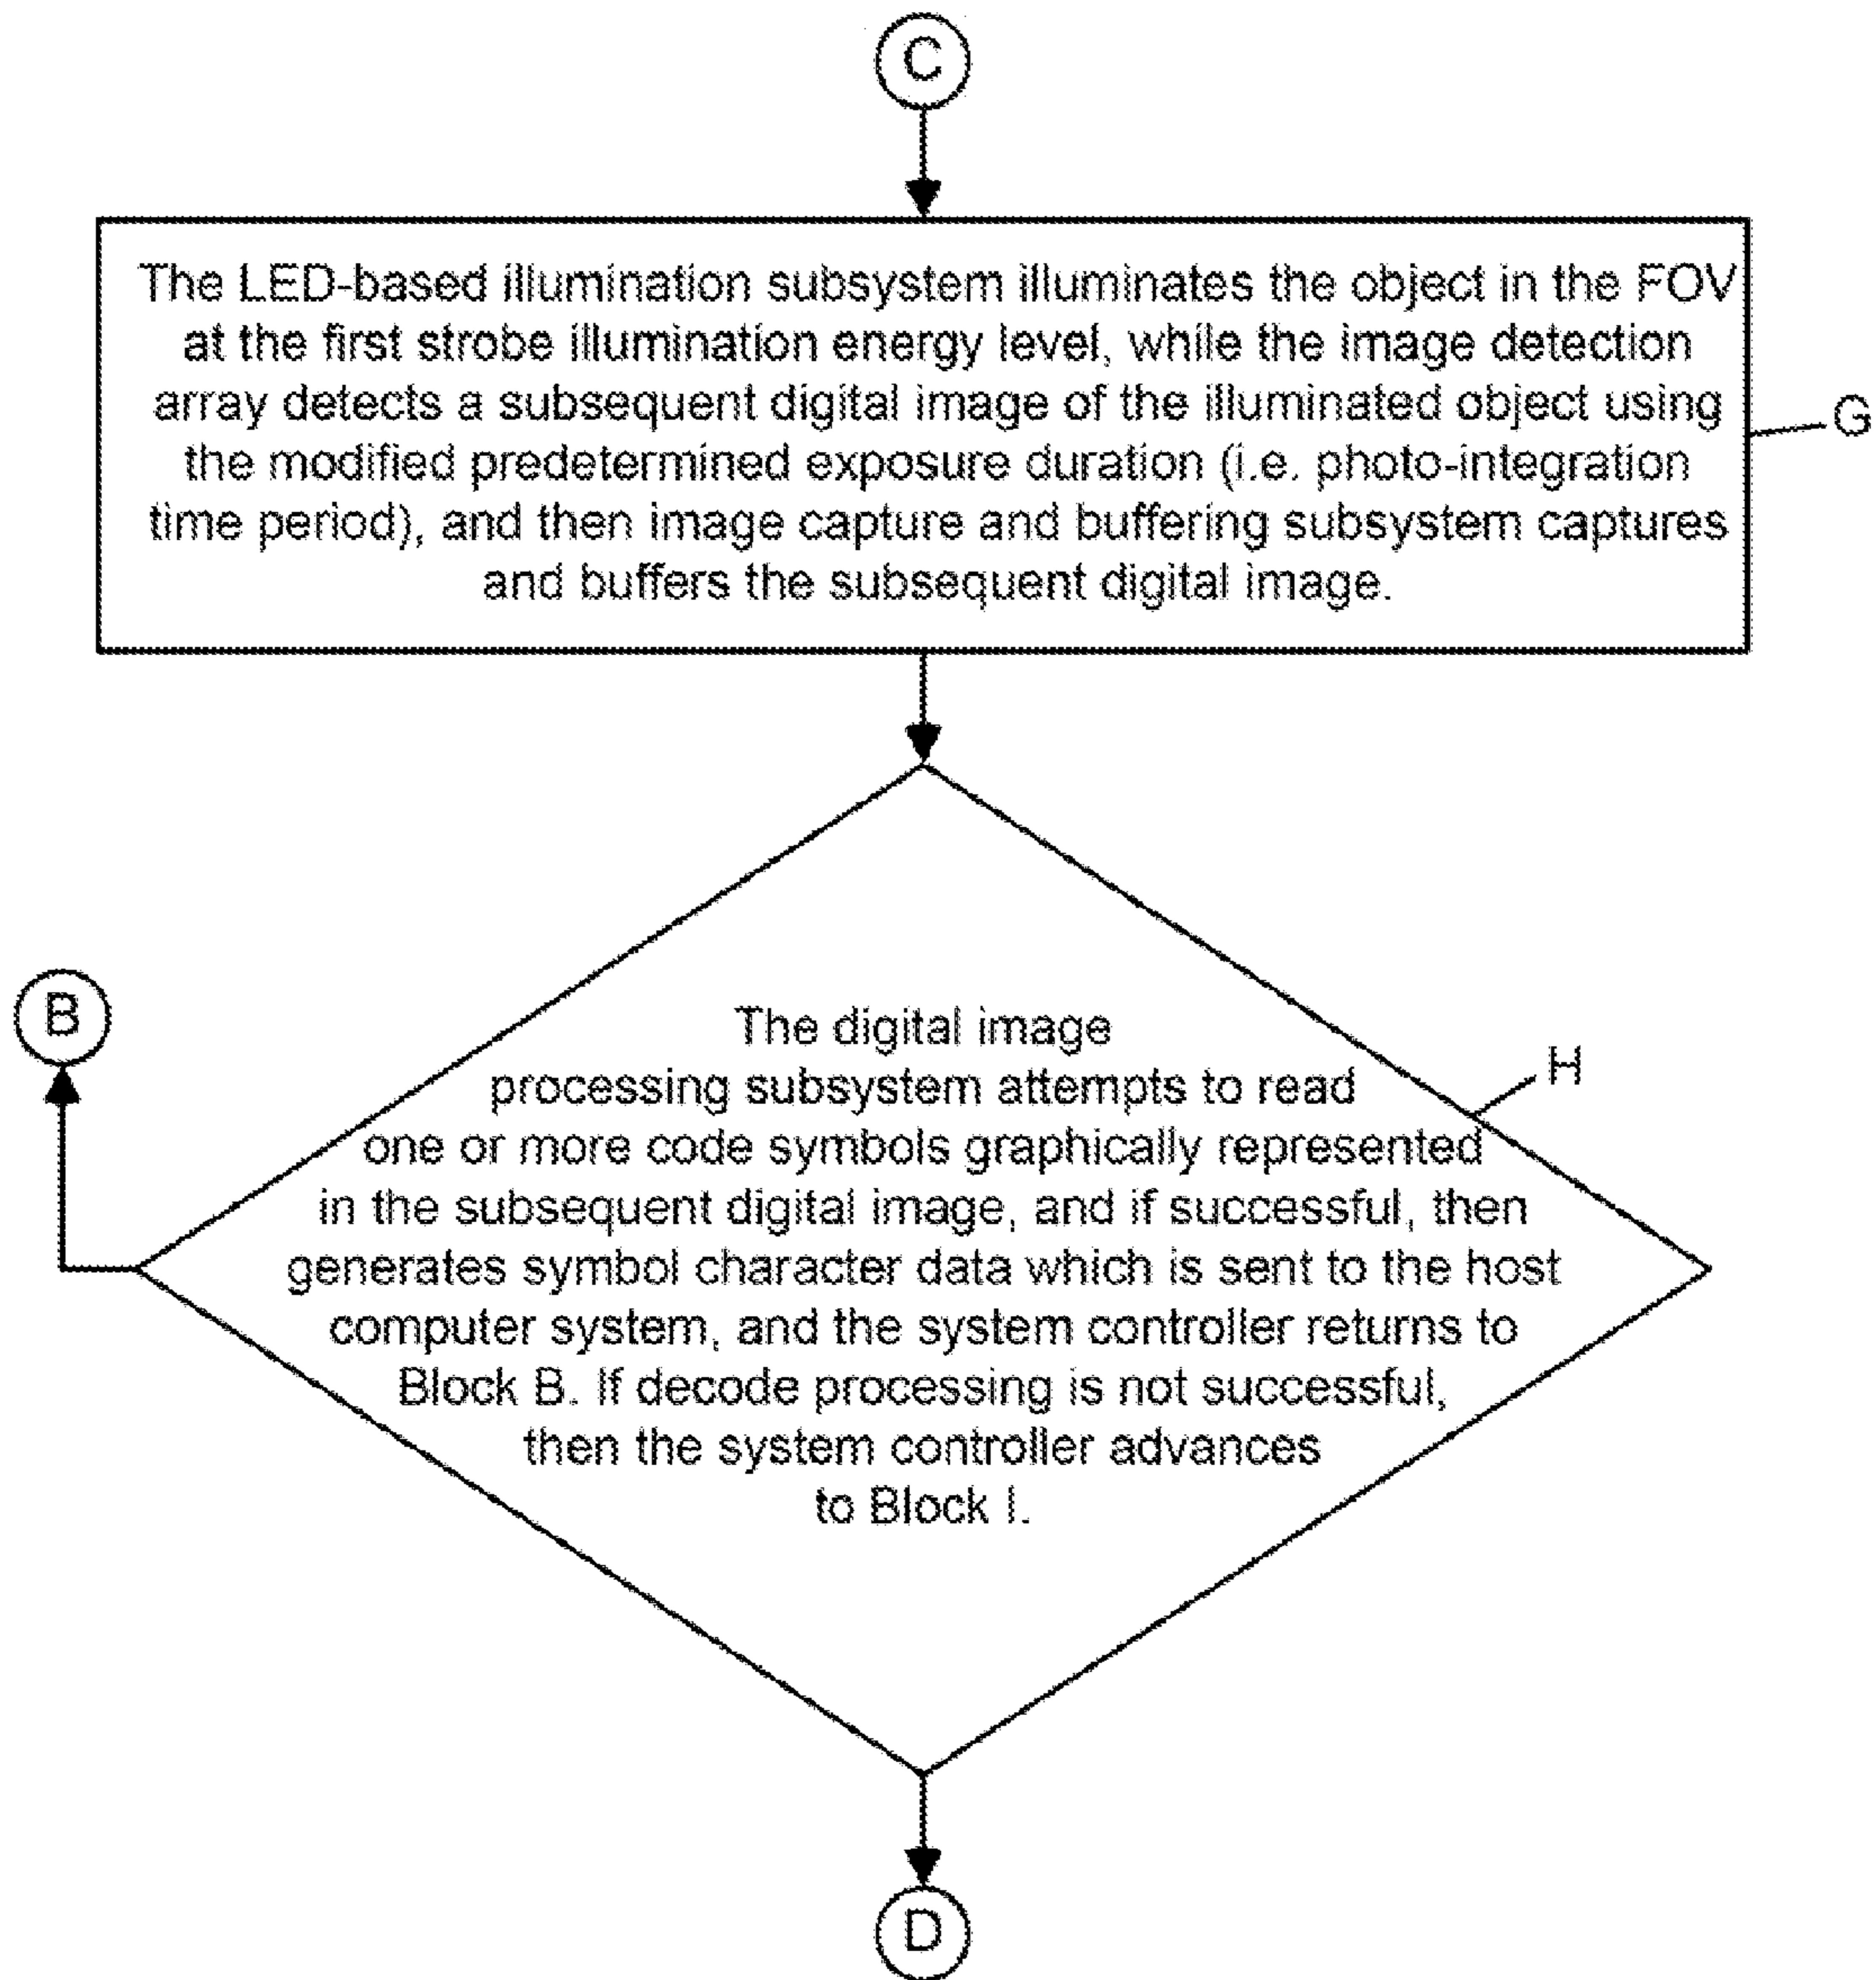 C
The LED-based illumination subsystem illuminates the object in the FOV
at the first strobe illumination energy level, while the image detection
array detects a subsequent digital image of the illuminated object using
the modified predetermined exposure duration (i.e. photo-integration
time period), and then image capture and buffering subsystem captures
and buffers the subsequent digital image.
G
B
The digital image
processing subsystem attempts to read
one or more code symbols graphically represented
in the subsequent digital image, and if successful, then
generates symbol character data which is sent to the host
computer system, and the system controller returns to
Block B. If decode processing is not successful,
then the system controller advances
to Block I.
H
D